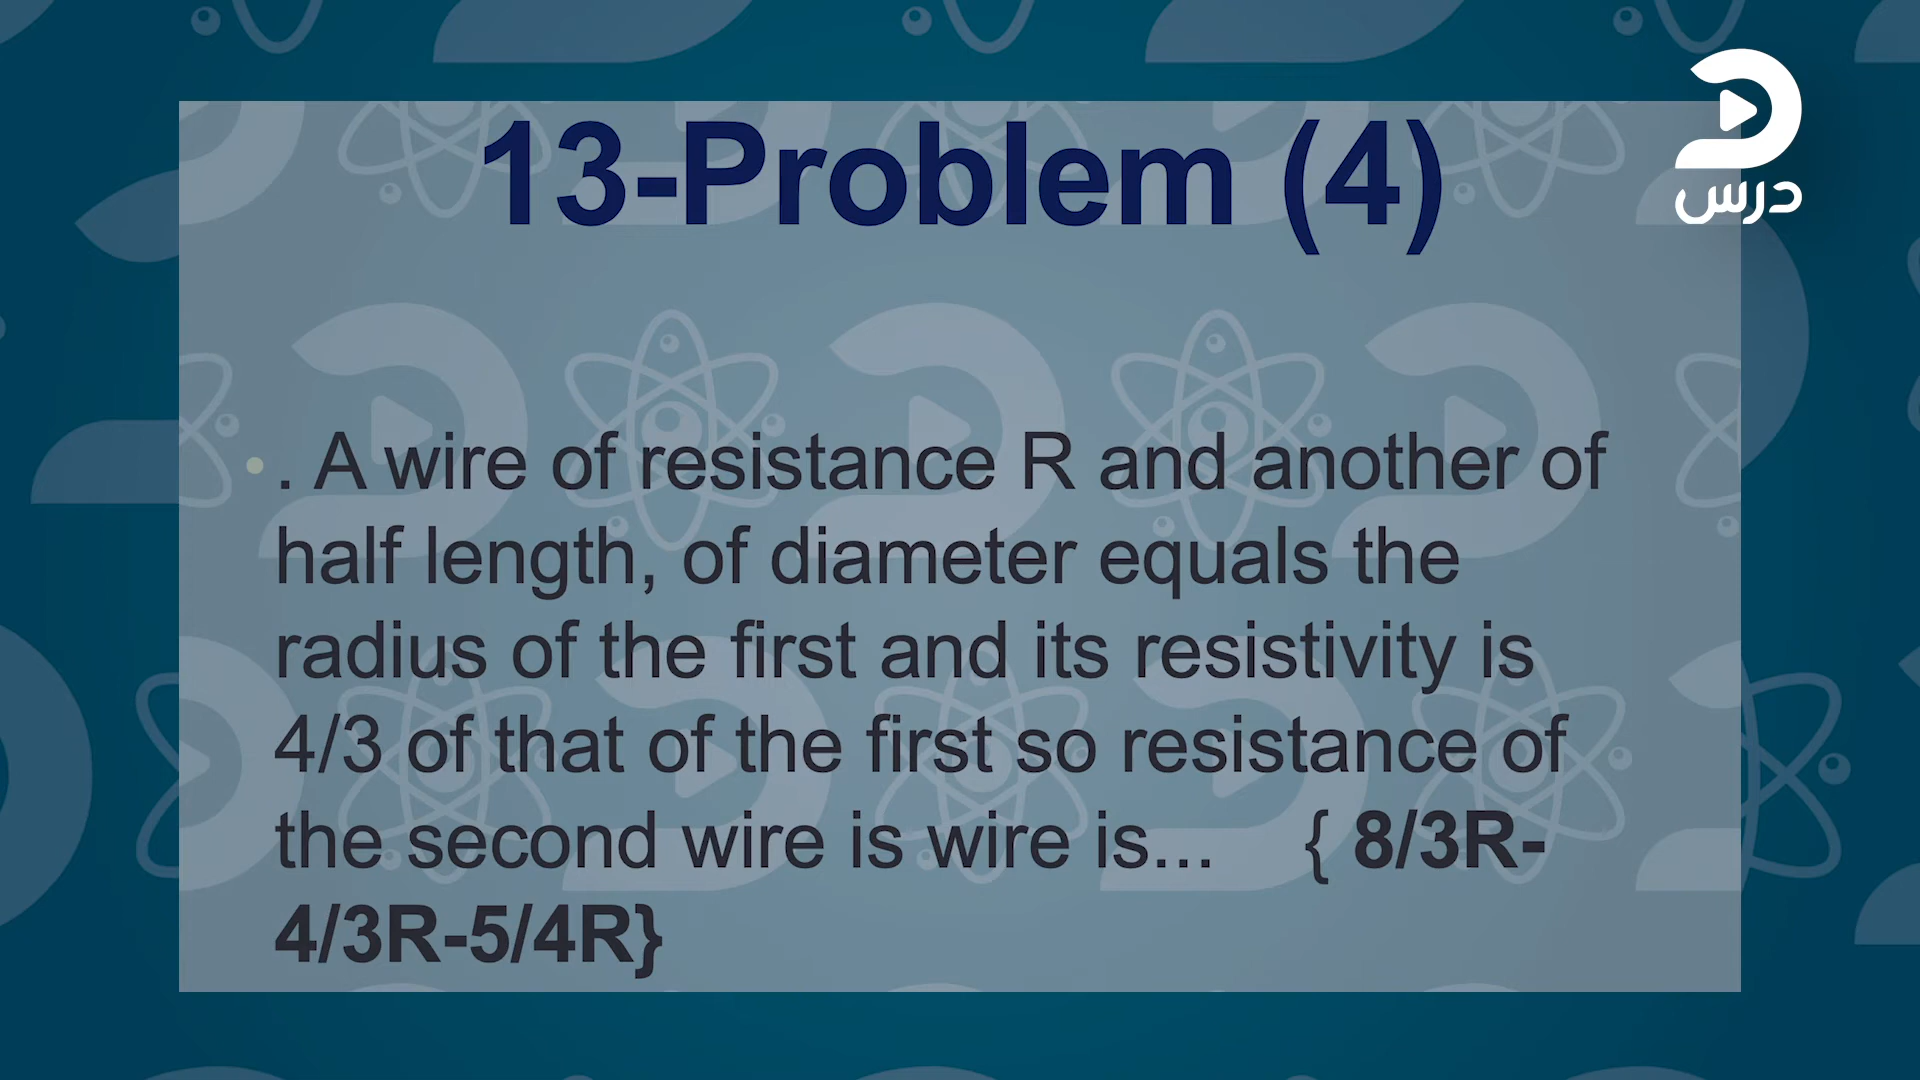 درس
13-Problem (4)
. A wire of resistance R and another of
half length, of diameter equals the
radius of the first and its resistivity is
4/3 of that of the first so resistance of
the second wire is wire is... { 8/3R-
4/3R-5/4R}